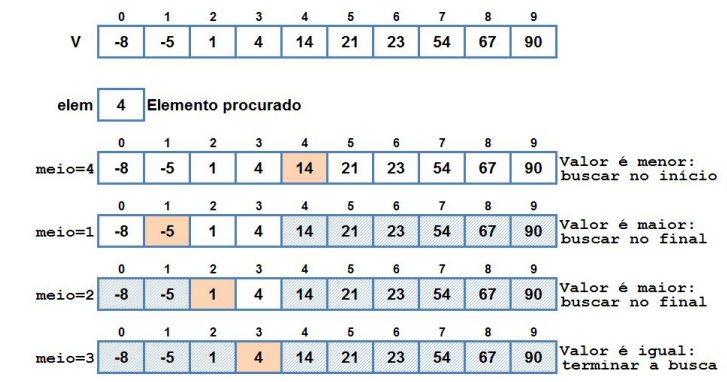 0 1 2 3 4 5 6 7 8 9
V -8 -5 1 4 14 21 23 54 67 90
elem 4 Elemento procurado
0 1 2 3 4 5 6 7 8 9
meio=4 -8 -5 1 4 14 21 23 54 67 90 Valor é menor:
buscar no início
0 1 2 3 4 5 6 7 8 9
meio=1 -8 -5 1 4 14 21 23 54 67 90 Valor é maior:
buscar no final
0 1 2 3 4 5 6 7 8 9
meio=2 -8 -5 1 4 14 21 23 54 67 90 Valor é maior:
buscar no final
0 1 2 3 4 5 6 7 8 9
meio=3 -8 -5 1 4 14 21 23 54 67 90 Valor é igual:
terminar a busca